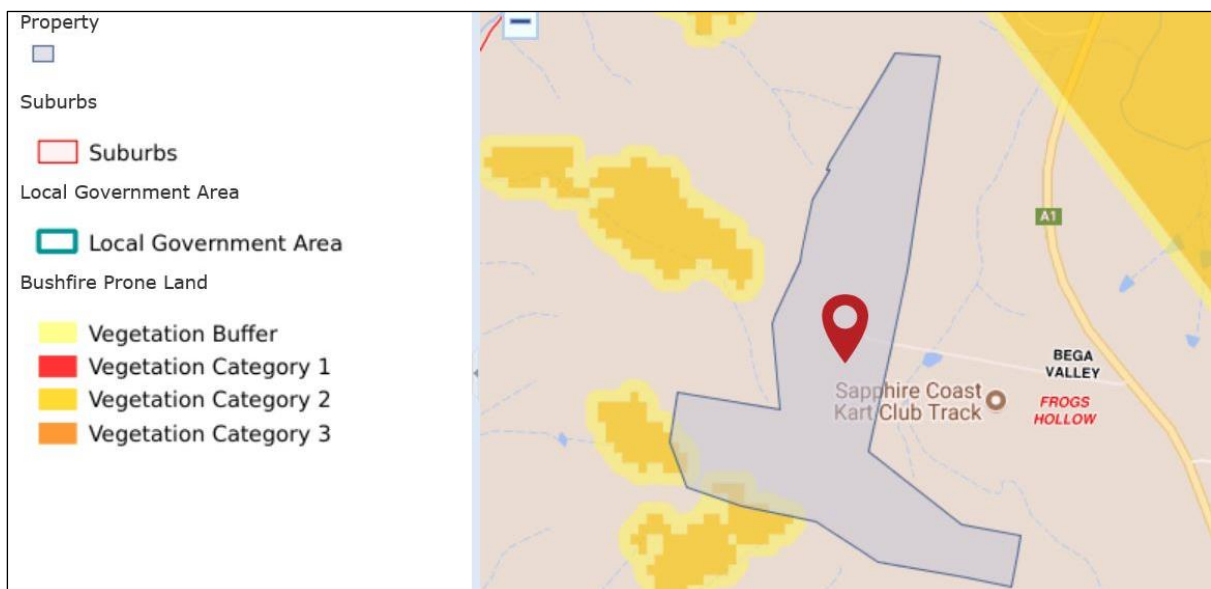 Property
Suburbs
Suburbs
Local Government Area
Local Government Area
Bushfire Prone Land
Vegetation Buffer
Vegetation Category 1
Vegetation Category 2
Vegetation Category 3
A1
BEGA
VALLEY
Sapphire Coast
Kart Club Track
FROGS
HOLLOW